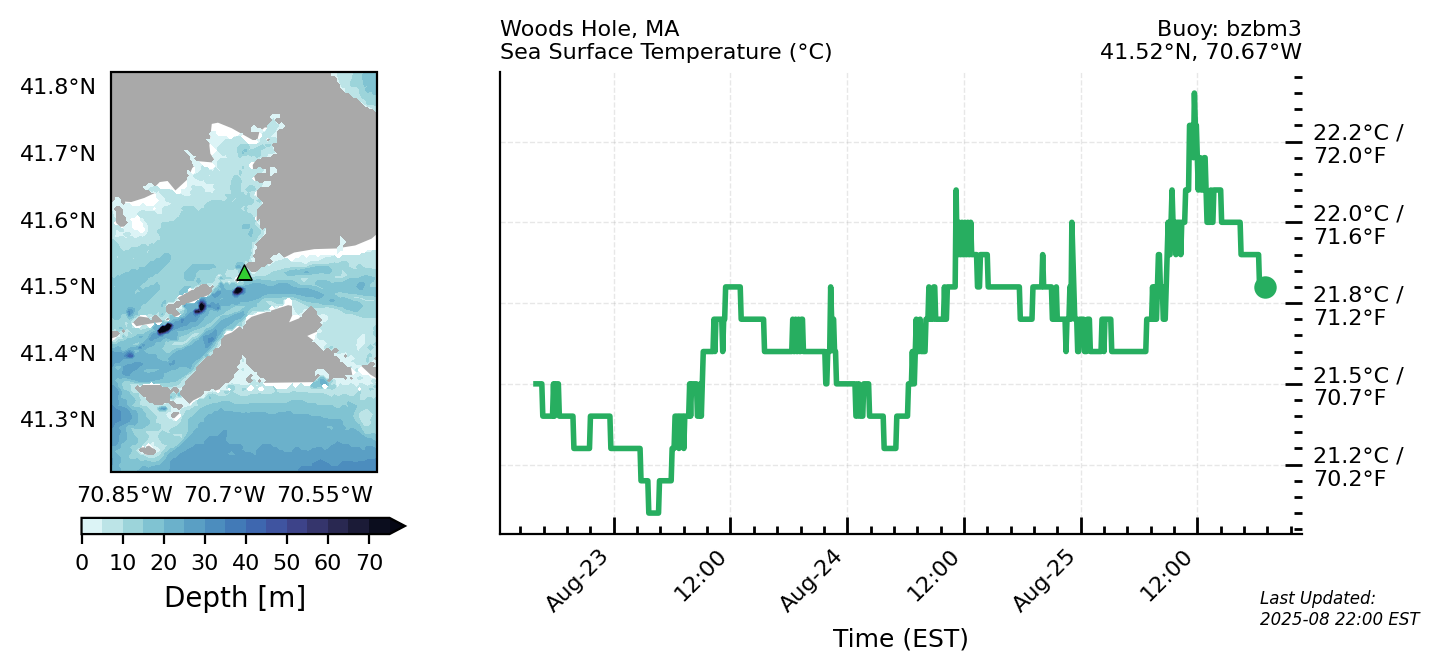 Woods Hole, MA
Sea Surface Temperature (°C)
Buoy: bzbm3
41.52°N, 70.67°W
41.8°N
41.7°N
41.6°N
41.5°N
41.4°N
41.3°N
70.85°W 70.7°W 70.55°W
0 10 20 30 40 50 60 70
Depth [m]
22.2°C /
72.0°F
22.0°C /
71.6°F
21.8°C /
71.2°F
21.5°C /
70.7°F
21.2°C /
70.2°F
Aug-23 12:00 Aug-24 12:00 Aug-25 12:00
Time (EST)
Last Updated:
2025-08 22:00 EST